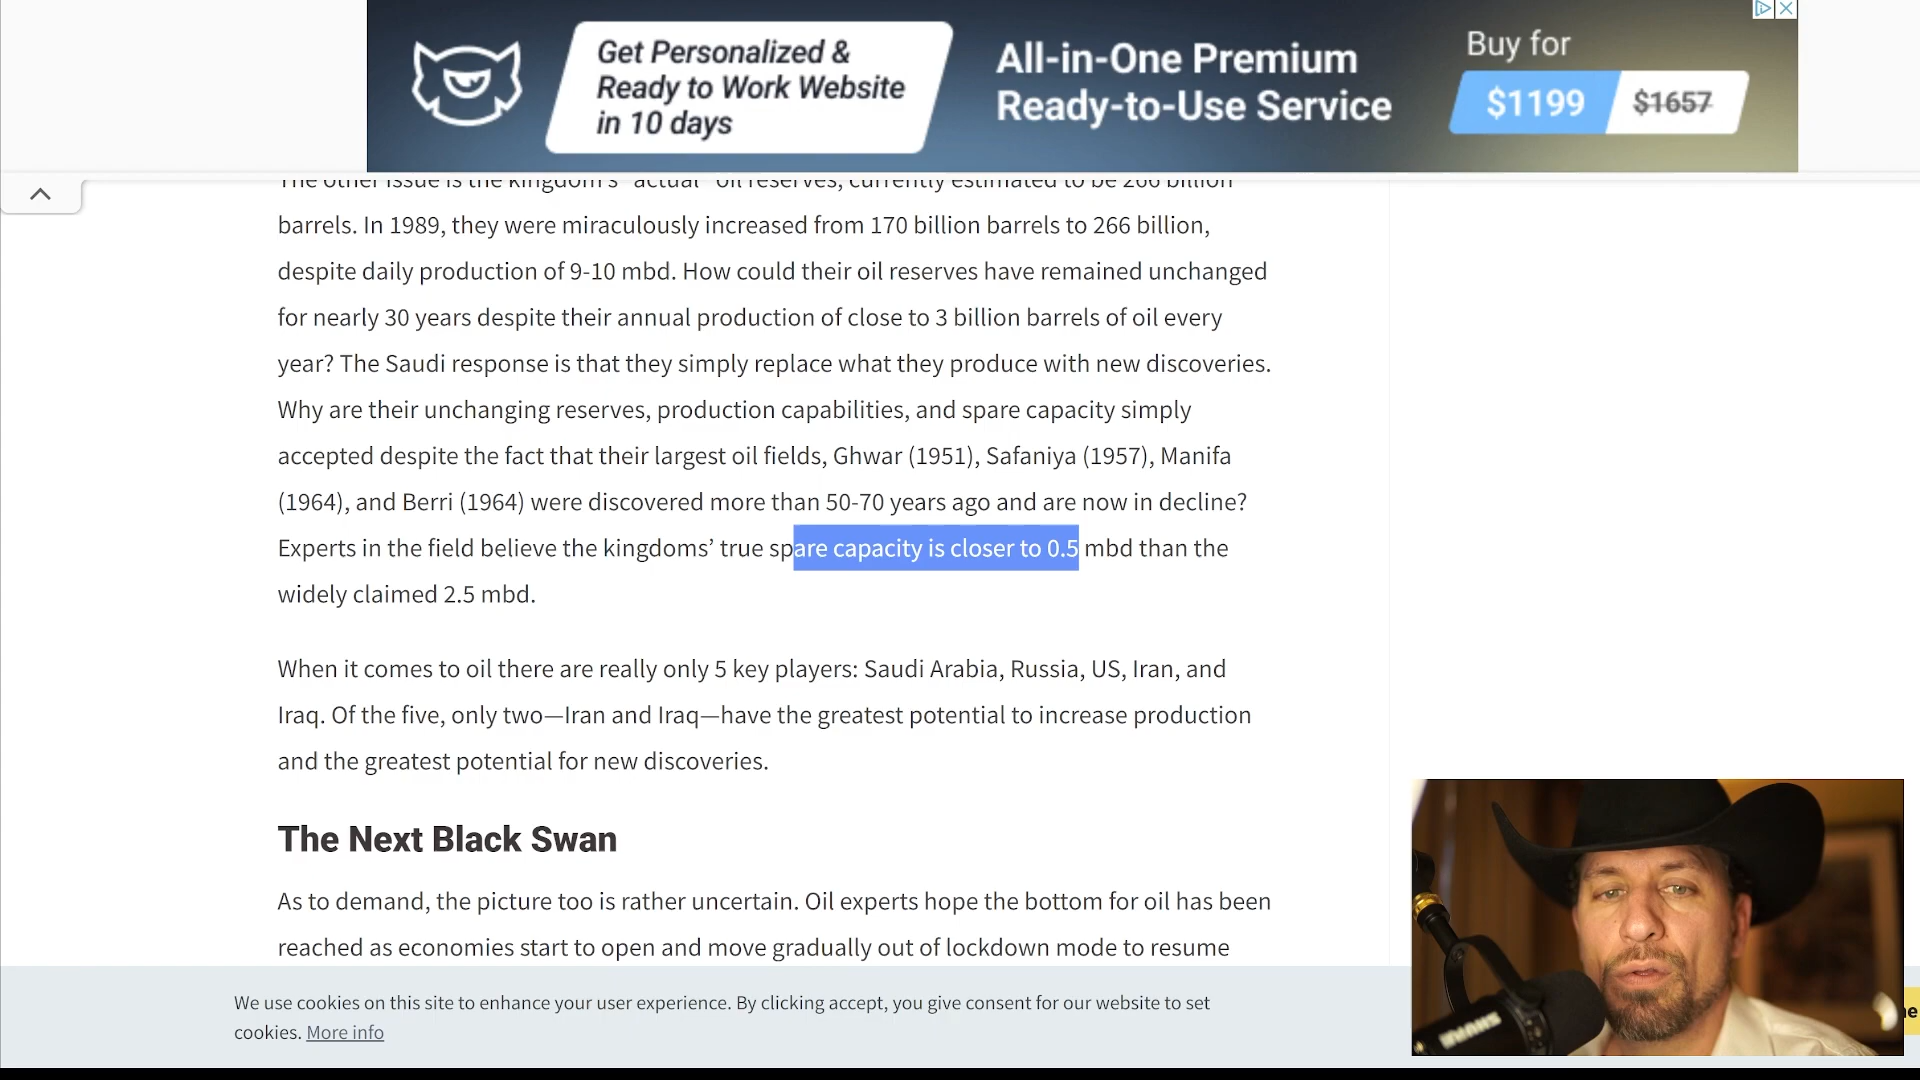 Get Personalized &
Ready to Work Website
in 10 days
All-in-One Premium
Ready-to-Use Service
Buy for
$1199 $1657
The other issue is the kingdom's "actual" oil reserves, currently estimated to be 266 billion
barrels. In 1989, they were miraculously increased from 170 billion barrels to 266 billion,
despite daily production of 9-10 mbd. How could their oil reserves have remained unchanged
for nearly 30 years despite their annual production of close to 3 billion barrels of oil every
year? The Saudi response is that they simply replace what they produce with new discoveries.
Why are their unchanging reserves, production capabilities, and spare capacity simply
accepted despite the fact that their largest oil fields, Ghwar (1951), Safaniya (1957), Manifa
(1964), and Berri (1964) were discovered more than 50-70 years ago and are now in decline?
Experts in the field believe the kingdoms’ true spare capacity is closer to 0.5 mbd than the
widely claimed 2.5 mbd.
When it comes to oil there are really only 5 key players: Saudi Arabia, Russia, US, Iran, and
Iraq. Of the five, only two—Iran and Iraq—have the greatest potential to increase production
and the greatest potential for new discoveries.
The Next Black Swan
As to demand, the picture too is rather uncertain. Oil experts hope the bottom for oil has been
reached as economies start to open and move gradually out of lockdown mode to resume
We use cookies on this site to enhance your user experience. By clicking accept, you give consent for our website to set
cookies. More info
SHURE